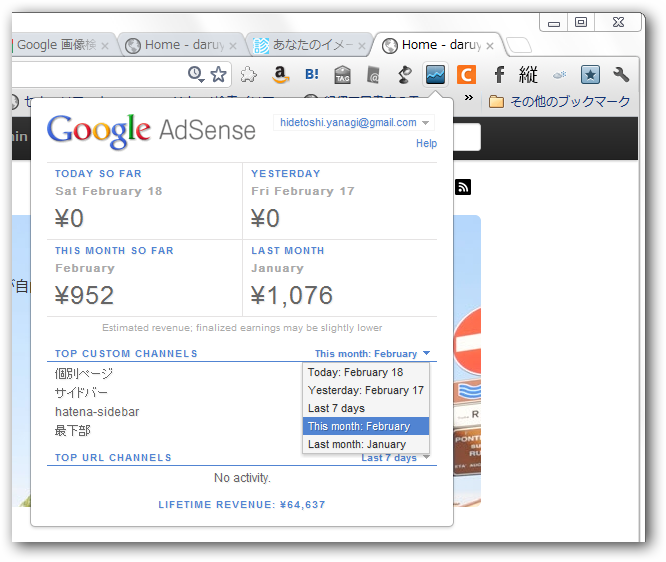 Google 画像検
Home - daruy
あなたのイメー
Home - daruy
B!
TAG
C
f
縦
»
その他のブックマーク
Google AdSense
hidetoshi.yanagi@gmail.com
Help
TODAY SO FAR
Sat February 18
¥0
YESTERDAY
Fri February 17
¥0
THIS MONTH SO FAR
February
¥952
LAST MONTH
January
¥1,076
Estimated revenue; finalized earnings may be slightly lower
TOP CUSTOM CHANNELS
This month: February
個別ページ
サイドバー
hatena-sidebar
最下部
Today: February 18
Yesterday: February 17
Last 7 days
This month: February
Last month: January
TOP URL CHANNELS
Last 7 days
No activity.
LIFETIME REVENUE: ¥64,637